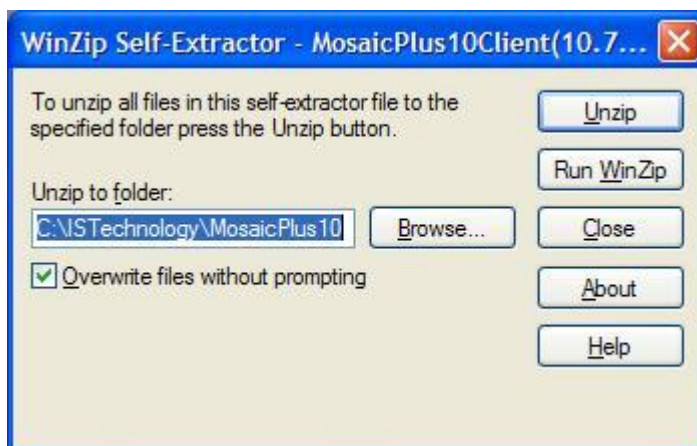 WinZip Self-Extractor - MosaicPlus10Client(10.7...
To unzip all files in this self-extractor file to the
specified folder press the Unzip button.
Unzip to folder:
C:\ISTechnology\MosaicPlus10
Browse...
Overwrite files without prompting
Unzip
Run WinZip
Close
About
Help